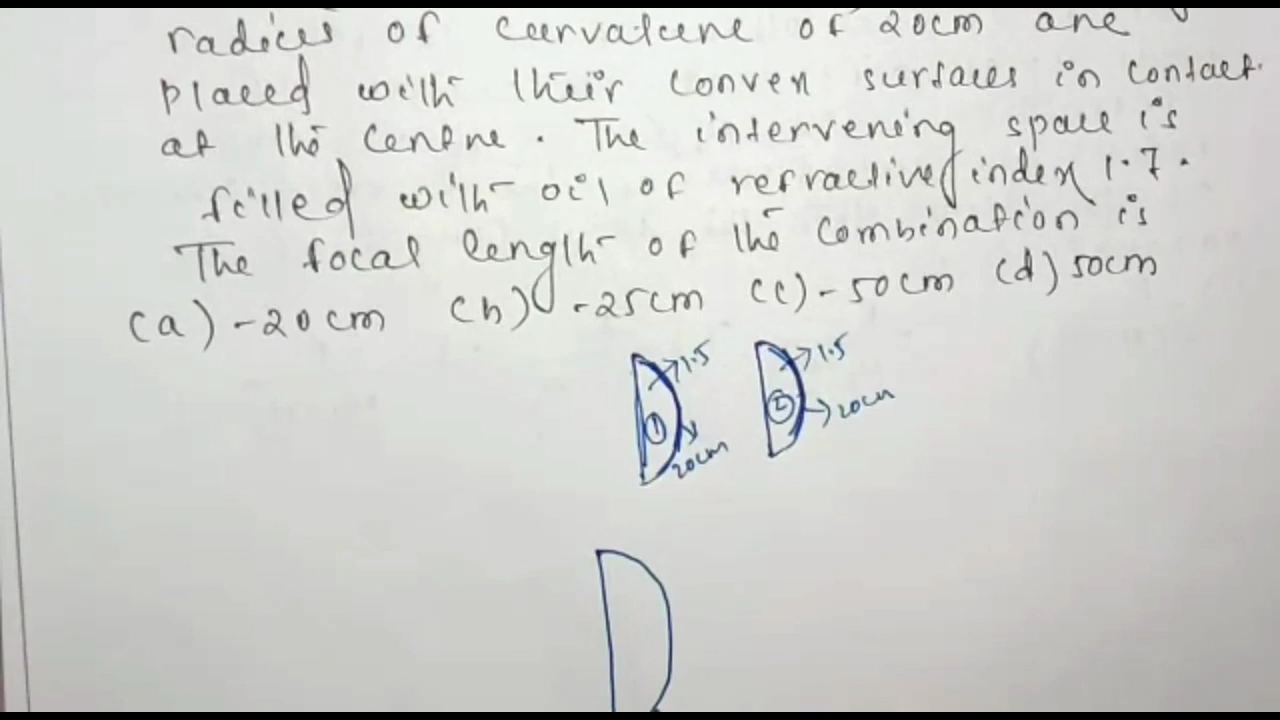 radius of curvature of 20cm are
placed with their convex surfaces in contact
at the centre. The intervening space is
filled with oil of refractive index 1.7.
The focal length of the combination is
(a) -20cm (b) -25cm (c) -50cm (d) 50cm
1.5 1.5
1 2 20cm
20cm